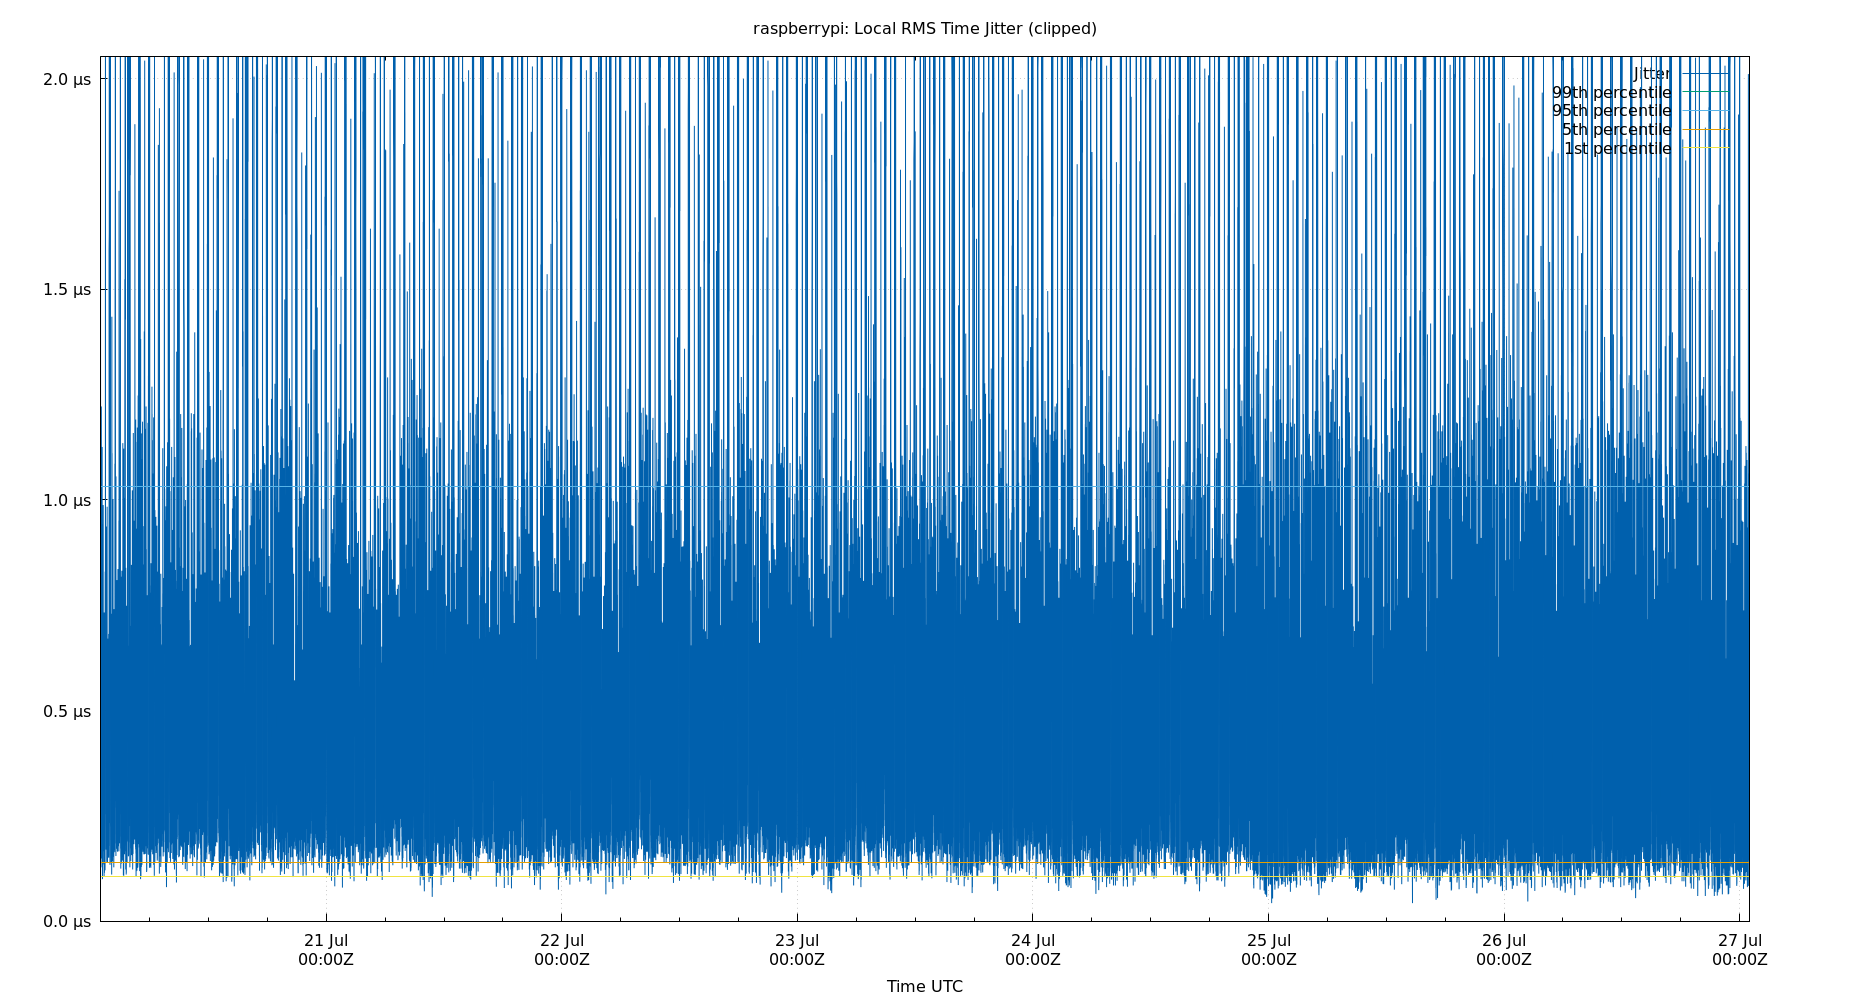 raspberrypi: Local RMS Time Jitter (clipped)
2.0 µs
1.5 µs
1.0 µs
0.5 µs
0.0 µs
Jitter
99th percentile
95th percentile
5th percentile
1st percentile
21 Jul
00:00Z
22 Jul
00:00Z
23 Jul
00:00Z
24 Jul
00:00Z
25 Jul
00:00Z
26 Jul
00:00Z
27 Jul
00:00Z
Time UTC